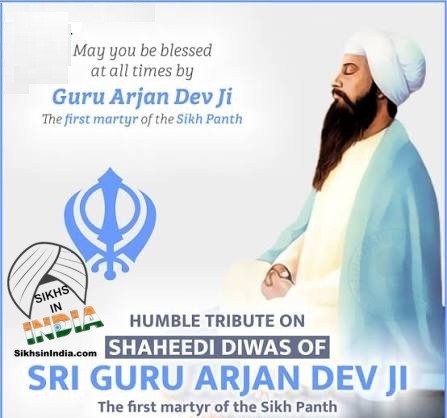 May you be blessed
at all times by
Guru Arjan Dev Ji
The first martyr of the Sikh Panth
SIKHS
IN
INDIA
SikhsinIndia.com
HUMBLE TRIBUTE ON
SHAHEEDI DIWAS OF
SRI GURU ARJAN DEV JI
The first martyr of the Sikh Panth